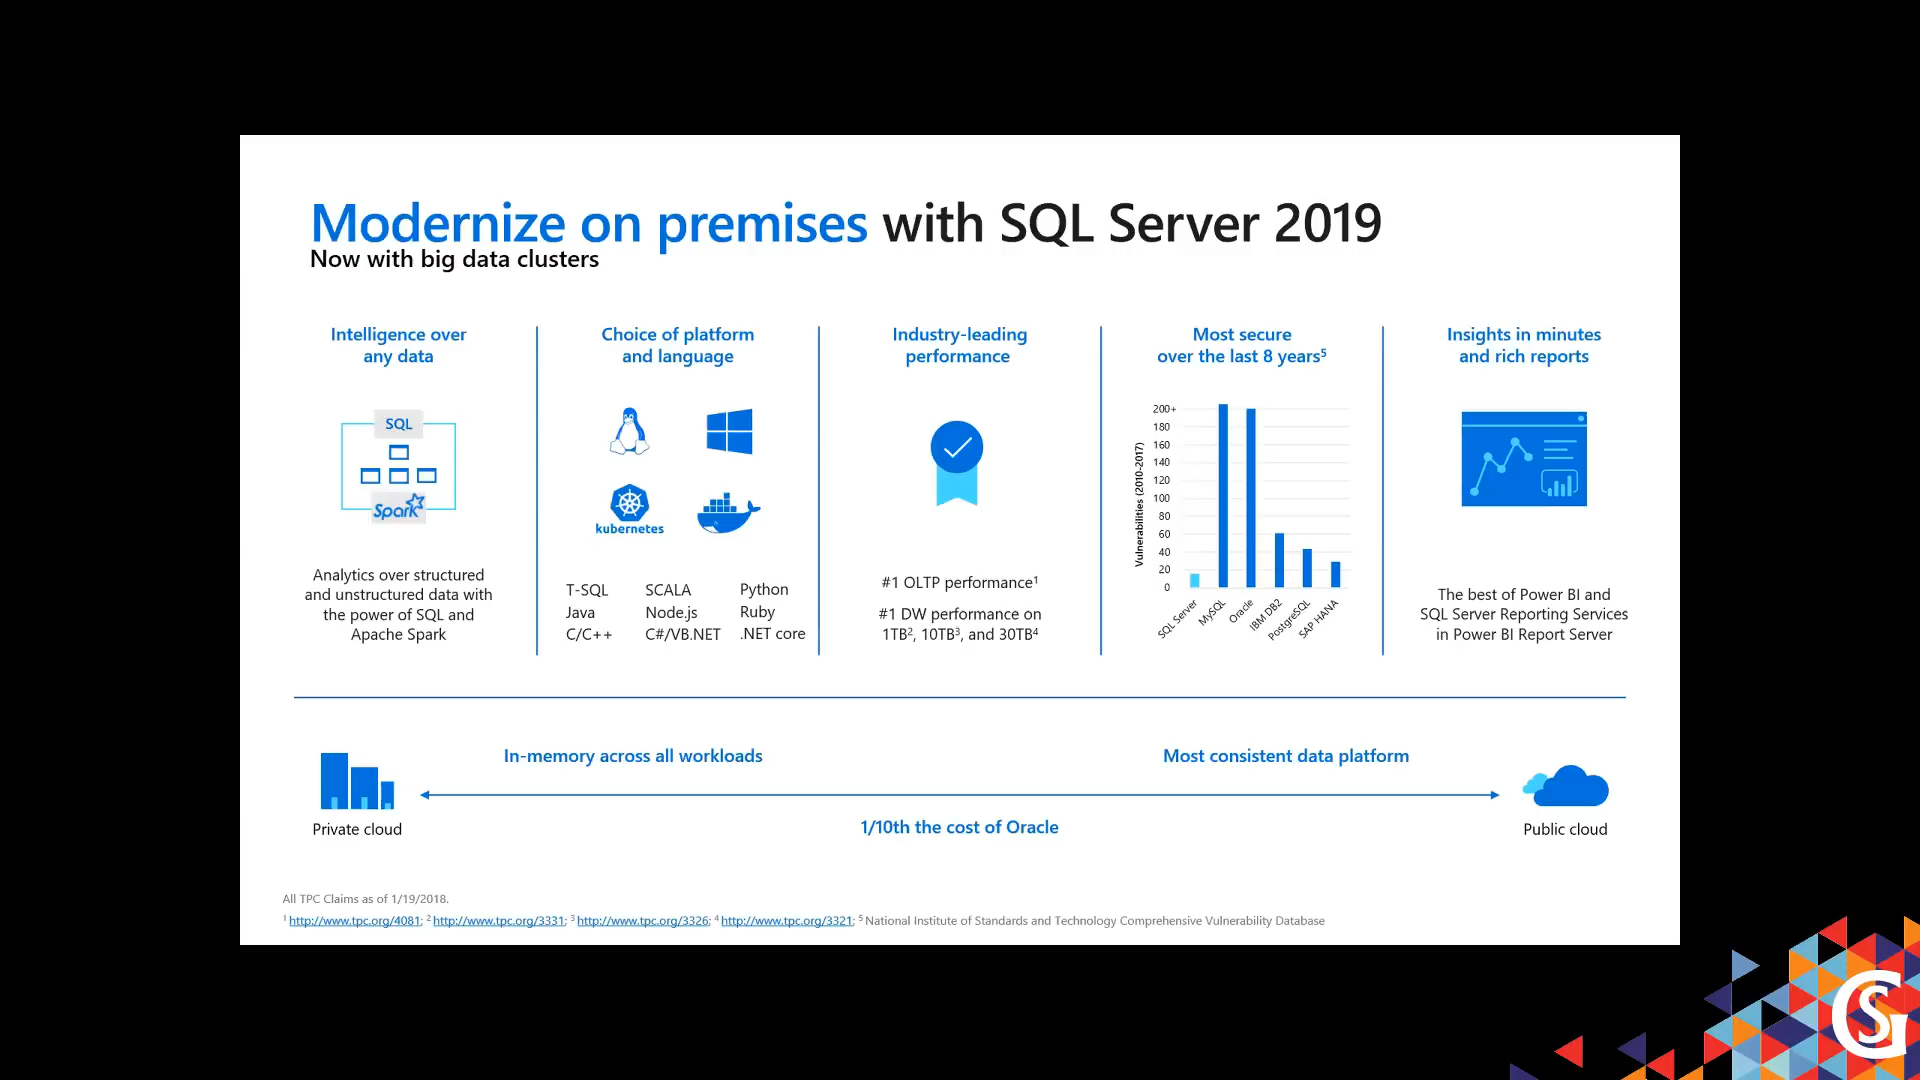 Modernize on premises with SQL Server 2019
Now with big data clusters
Intelligence over
any data
SQL
Spark
Analytics over structured
and unstructured data with
the power of SQL and
Apache Spark
Choice of platform
and language
kubernetes
T-SQL SCALA Python
Java Node.js Ruby
C/C++ C#/VB.NET .NET core
Industry-leading
performance
#1 OLTP performance¹
#1 DW performance on
1TB², 10TB³, and 30TB⁴
Most secure
over the last 8 years⁵
Vulnerabilities (2010-2017)
200+
180
160
140
120
100
80
60
40
20
0
SQL Server
MySQL
Oracle
IBM DB2
PostgreSQL
SAP HANA
Insights in minutes
and rich reports
The best of Power BI and
SQL Server Reporting Services
in Power BI Report Server
In-memory across all workloads
Most consistent data platform
1/10th the cost of Oracle
Private cloud
Public cloud
All TPC Claims as of 1/19/2018.
¹ http://www.tpc.org/4081; ² http://www.tpc.org/3331; ³ http://www.tpc.org/3326; ⁴ http://www.tpc.org/3321; ⁵ National Institute of Standards and Technology Comprehensive Vulnerability Database
GS